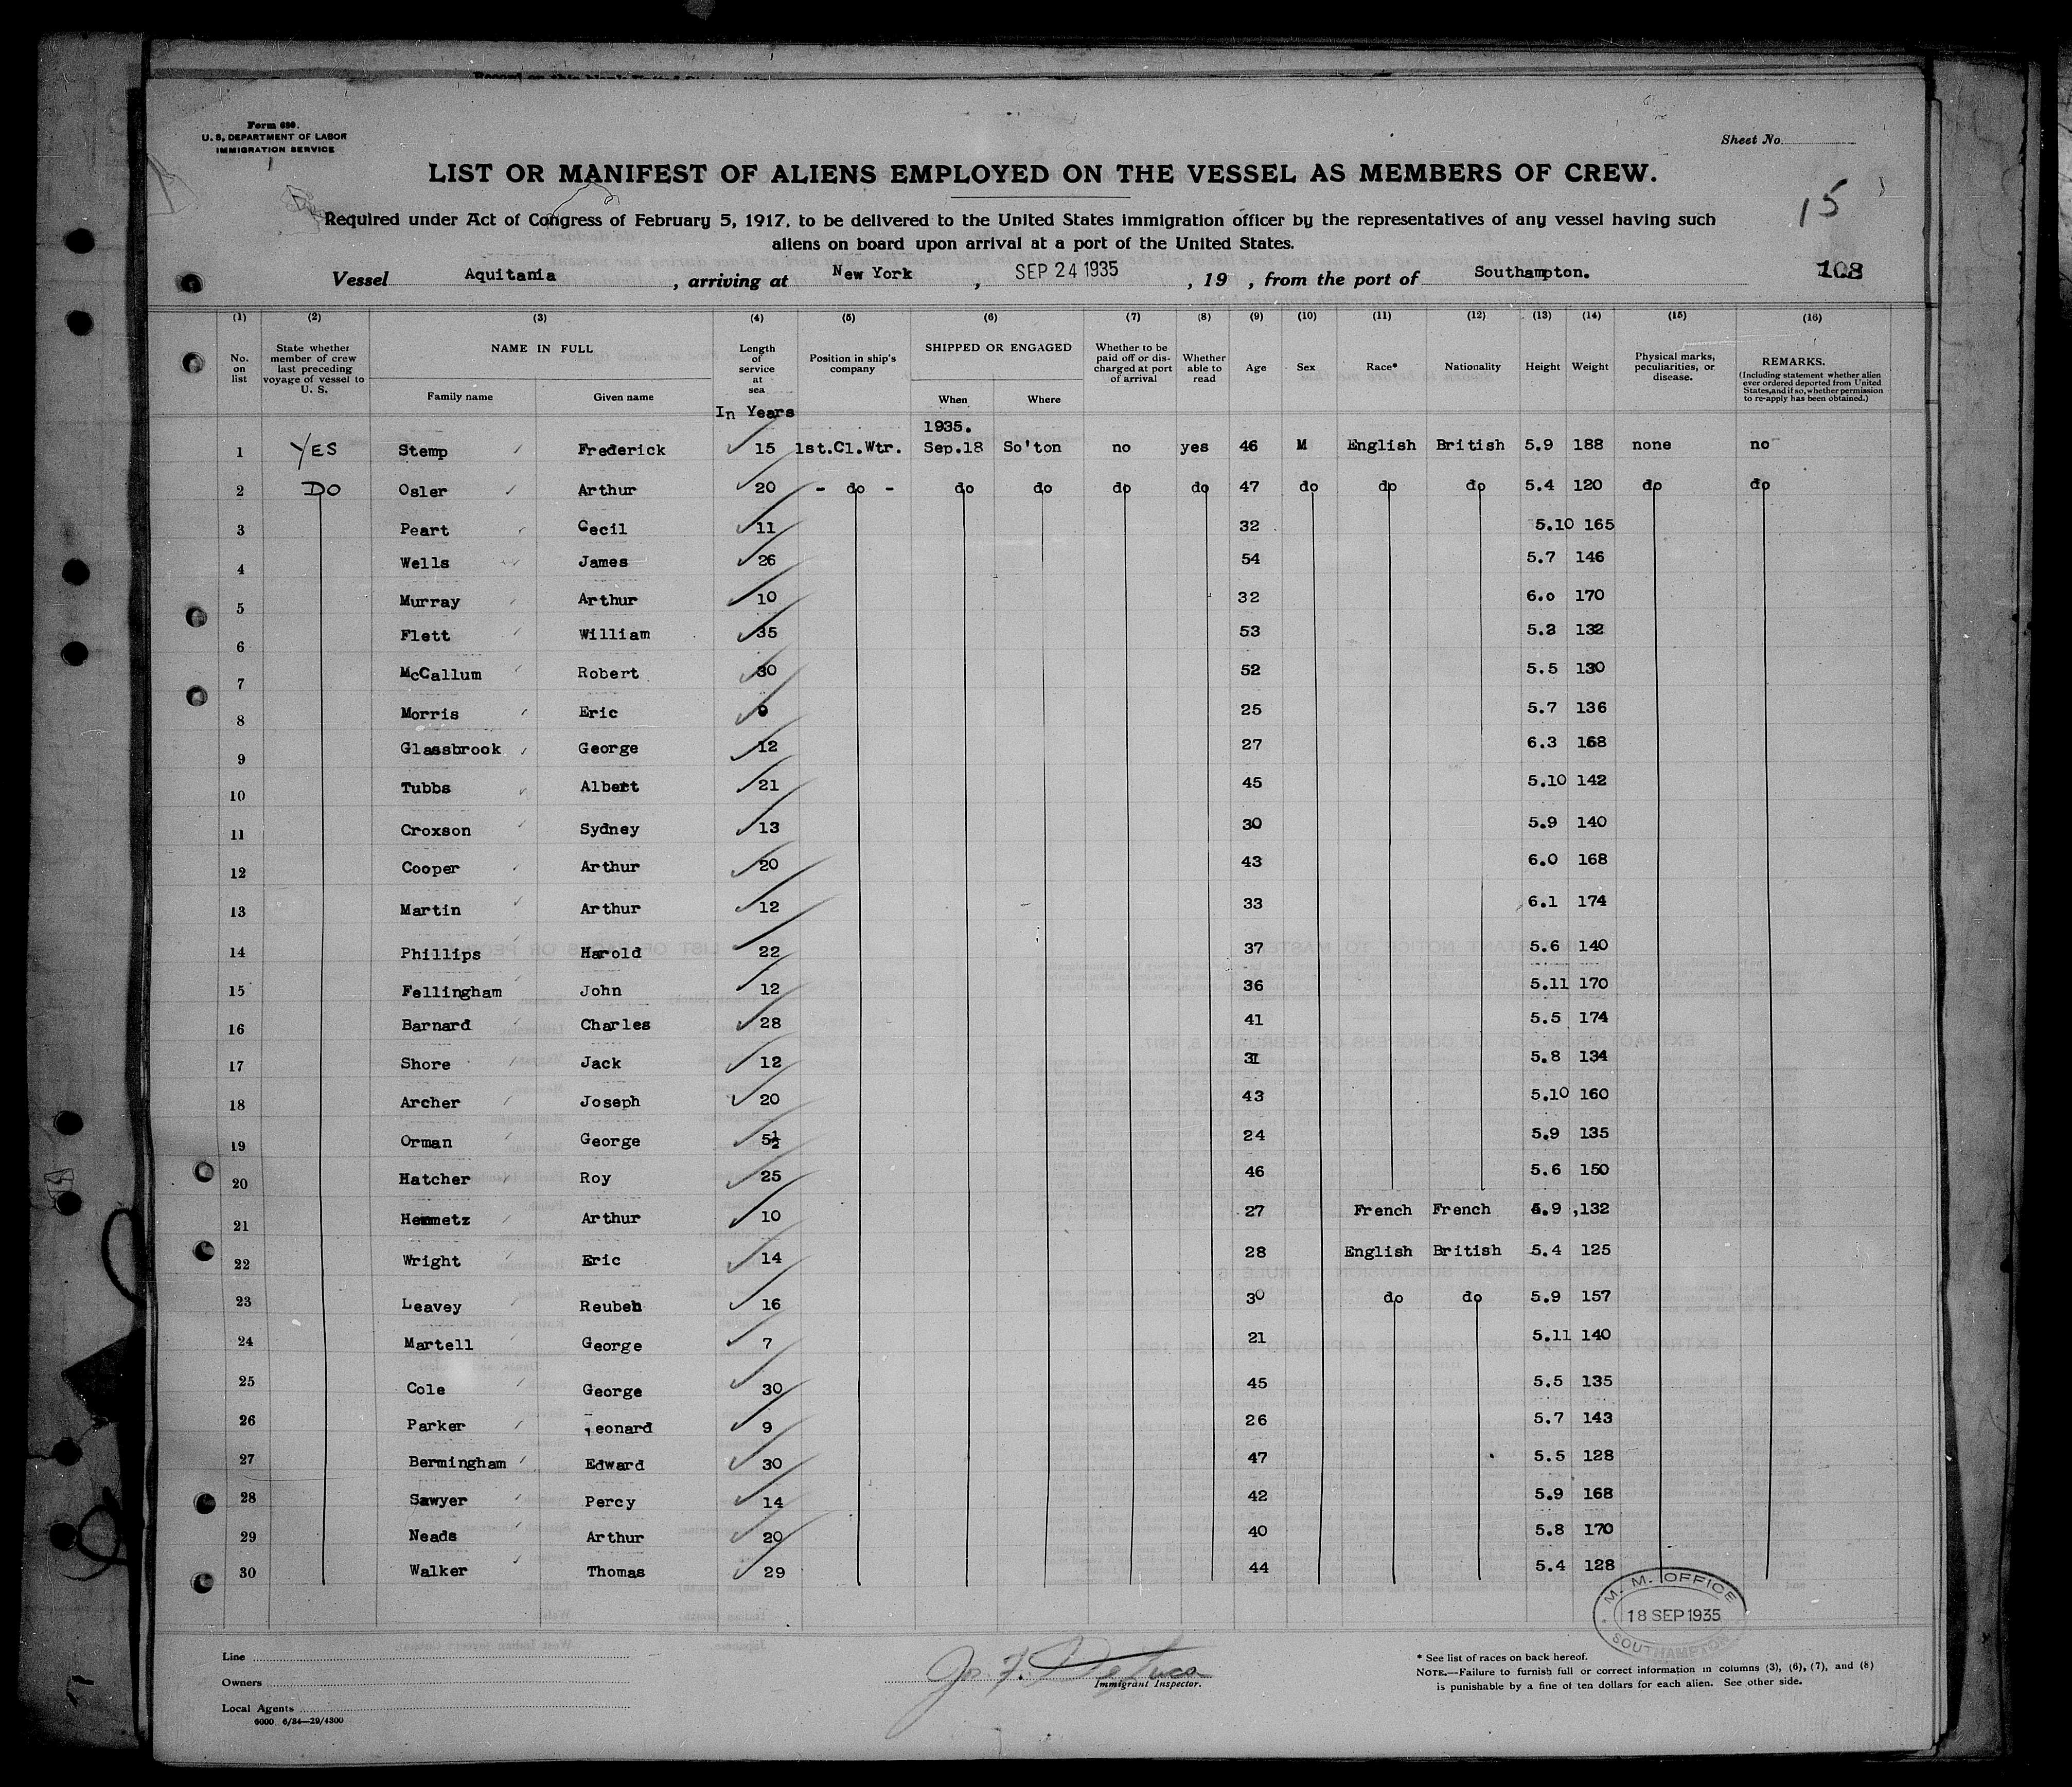 Form 680.
U. S. DEPARTMENT OF LABOR
IMMIGRATION SERVICE
Sheet No.
LIST OR MANIFEST OF ALIENS EMPLOYED ON THE VESSEL AS MEMBERS OF CREW.
15
Required under Act of Congress of February 5, 1917, to be delivered to the United States immigration officer by the representatives of any vessel having such
aliens on board upon arrival at a port of the United States.
Vessel Aquitania , arriving at New York , SEP 24 1935 , 19 , from the port of Southampton. 108
(1) (2) (3) (4) (5) (6) (7) (8) (9) (10) (11) (12) (13) (14) (15) (16)
No. on list State whether member of crew last preceding voyage of vessel to U. S. NAME IN FULL Length of service at sea Position in ship's company SHIPPED OR ENGAGED Whether to be paid off or discharged at port of arrival Whether able to read Age Sex Race* Nationality Height Weight Physical marks, peculiarities, or disease. REMARKS. (Including statement whether alien ever ordered deported from United States, and if so, whether permission to re-apply has been obtained.)
Family name Given name When Where
In Years 1935.
1 YES Stemp Frederick 15 1st.Cl.Wtr. Sep.18 So'ton no yes 46 M English British 5.9 188 none no
2 DO Osler Arthur 20 - do - do do do do 47 do do do 5.4 120 do do
3 Peart Cecil 11 32 5.10 165
4 Wells James 26 54 5.7 146
5 Murray Arthur 10 32 6.0 170
6 Flett William 35 53 5.2 132
7 McCallum Robert 30 52 5.5 130
8 Morris Eric 9 25 5.7 136
9 Glassbrook George 12 27 6.3 168
10 Tubbs Albert 21 45 5.10 142
11 Croxson Sydney 13 30 5.9 140
12 Cooper Arthur 20 43 6.0 168
13 Martin Arthur 12 33 6.1 174
14 Phillips Harold 22 37 5.6 140
15 Fellingham John 12 36 5.11 170
16 Barnard Charles 28 41 5.5 174
17 Shore Jack 12 31 5.8 134
18 Archer Joseph 20 43 5.10 160
19 Orman George 5½ 24 5.9 135
20 Hatcher Roy 25 46 5.6 150
21 Hemmetz Arthur 10 27 French French 5.9 ,132
22 Wright Eric 14 28 English British 5.4 125
23 Leavey Reuben 16 30 do do 5.9 157
24 Martell George 7 21 5.11 140
25 Cole George 30 45 5.5 135
26 Parker Leonard 9 26 5.7 143
27 Bermingham Edward 30 47 5.5 128
28 Sawyer Percy 14 42 5.9 168
29 Neads Arthur 20 40 5.8 170
30 Walker Thomas 29 44 5.4 128
M. M. OFFICE
18 SEP 1935
SOUTHAMPTON
Line
Owners
Local Agents
6000 6/34—29/4300
Jo. F. DeLuca
Immigrant Inspector.
* See list of races on back hereof.
NOTE.—Failure to furnish full or correct information in columns (3), (6), (7), and (8)
is punishable by a fine of ten dollars for each alien. See other side.